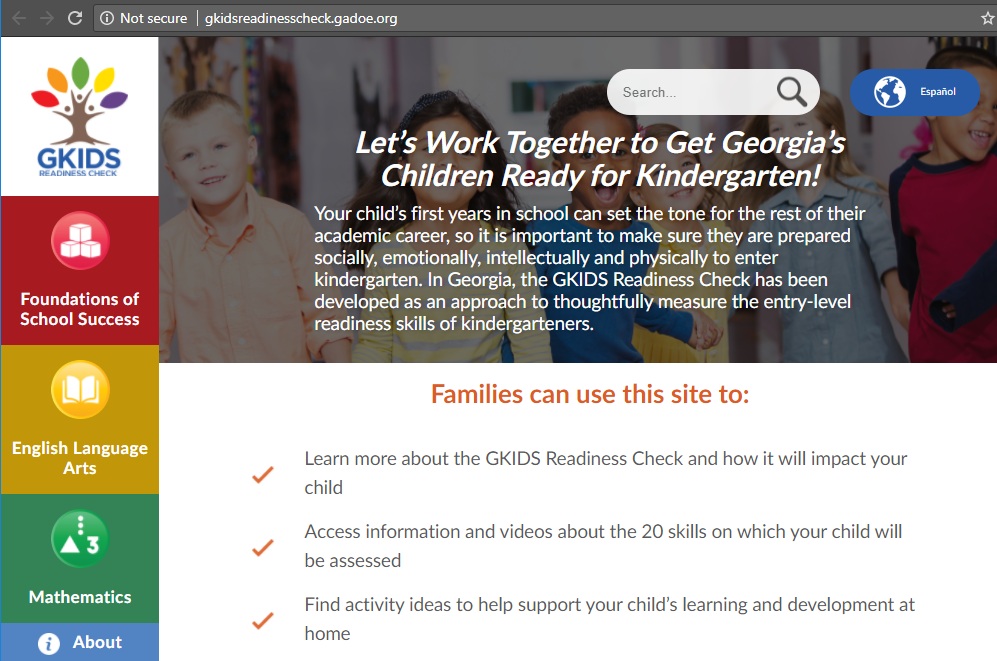 Not secure
gkidsreadinesscheck.gadoe.org
GKIDS
READINESS CHECK
Search...
Español
Let’s Work Together to Get Georgia’s
Children Ready for Kindergarten!
Your child’s first years in school can set the tone for the rest of their
academic career, so it is important to make sure they are prepared
socially, emotionally, intellectually and physically to enter
kindergarten. In Georgia, the GKIDS Readiness Check has been
developed as an approach to thoughtfully measure the entry-level
readiness skills of kindergarteners.
Foundations of
School Success
English Language
Arts
3
Mathematics
About
Families can use this site to:
Learn more about the GKIDS Readiness Check and how it will impact your
child
Access information and videos about the 20 skills on which your child will
be assessed
Find activity ideas to help support your child’s learning and development at
home